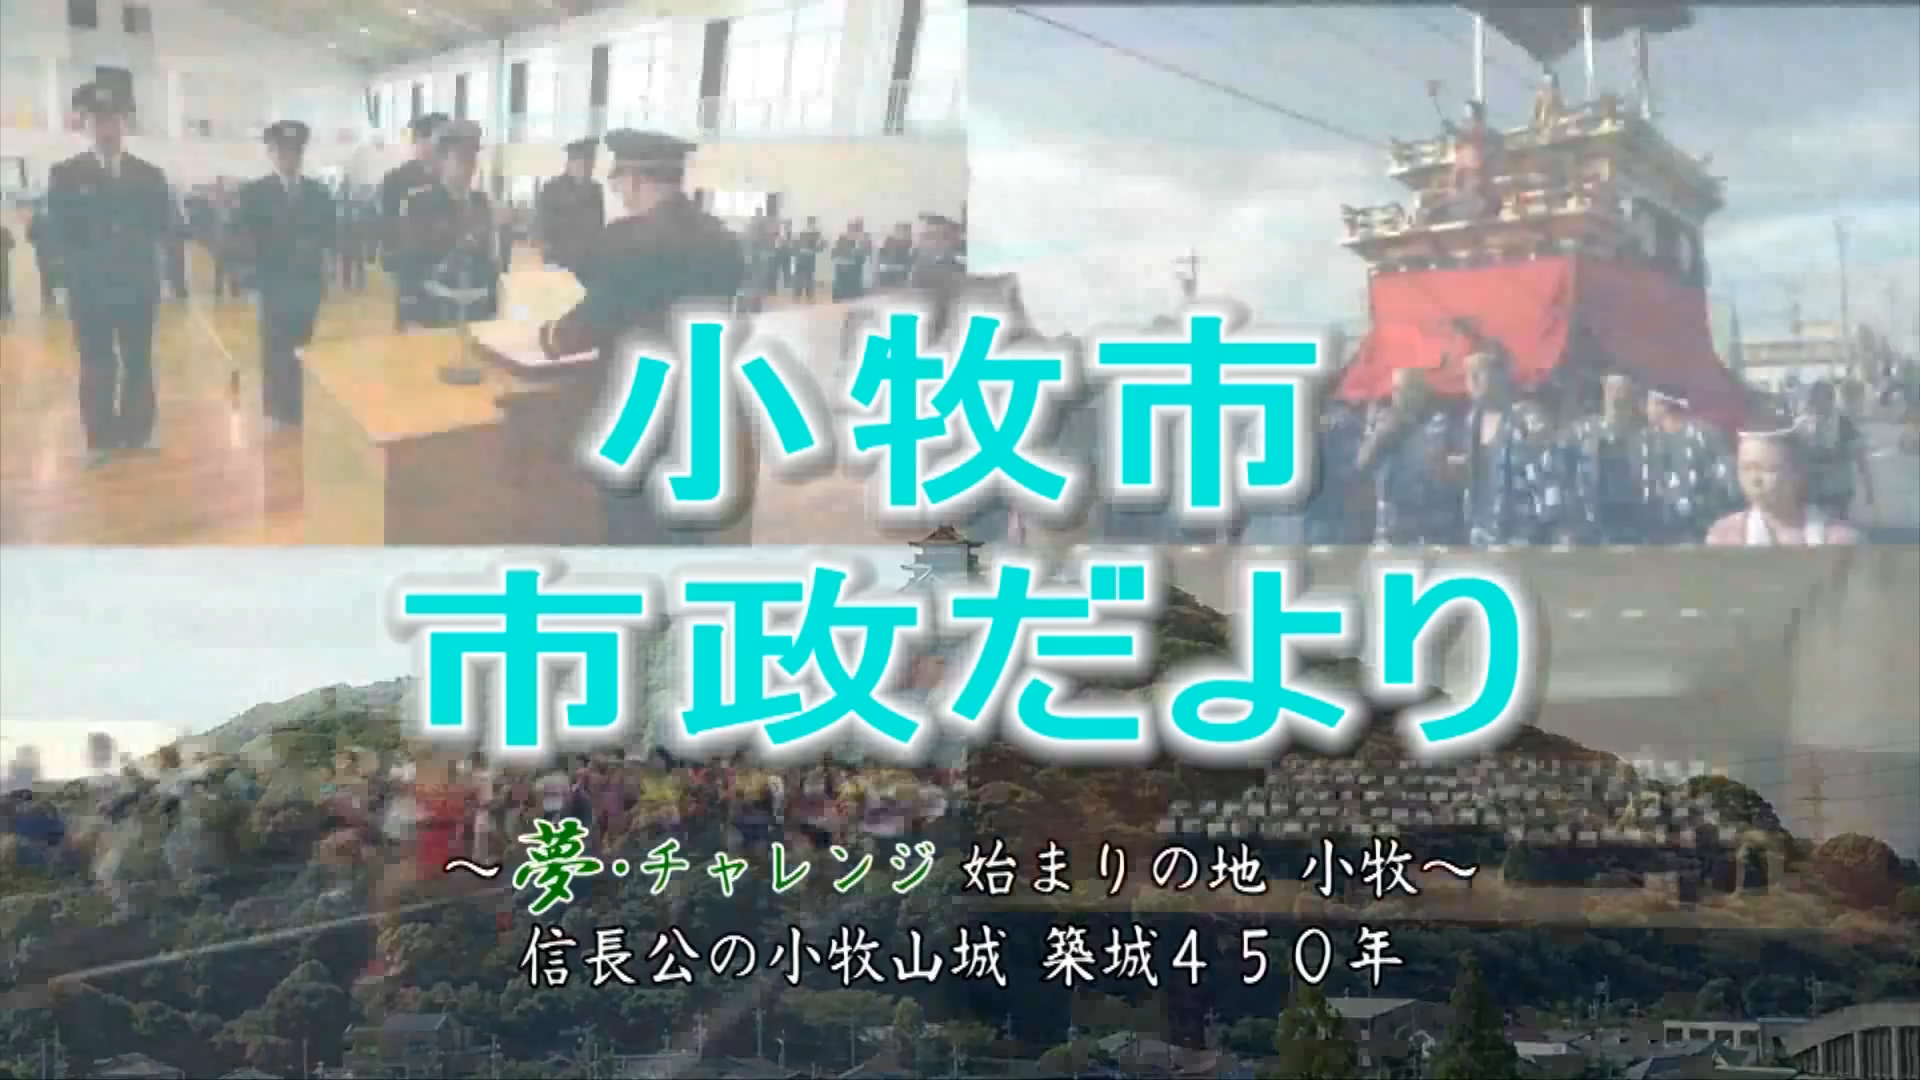 小牧市
市政だより
～夢・チャレンジ 始まりの地 小牧～
信長公の小牧山城 築城４５０年